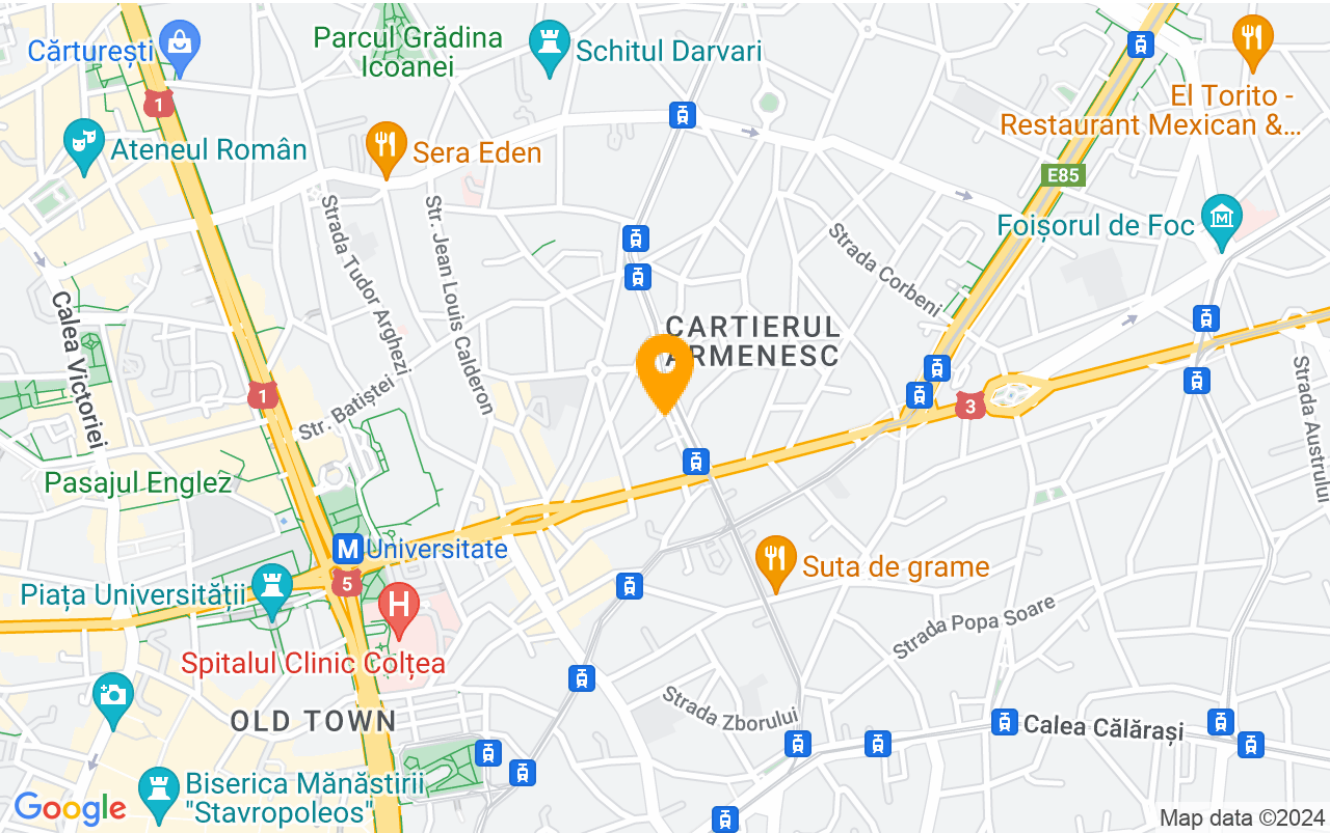 Cărturești
Parcul Grădina
Icoanei
Schitul Darvari
1
El Torito -
Restaurant Mexican &...
Ateneul Român
Sera Eden
E85
Foișorul de Foc
Strada Tudor Arghezi
Str. Jean Louis Calderon
Strada Corbeni
Calea Victoriei
CARTIERUL
ARMENESC
1
3
Str. Batiștei
Strada Austrului
Pasajul Englez
M Universitate
5
Piața Universității
H
Spitalul Clinic Colțea
Suta de grame
Strada Popa Soare
OLD TOWN
Strada Zborului
Calea Călărași
Biserica Mănăstirii
"Stavropoleos"
Google
Map data ©2024